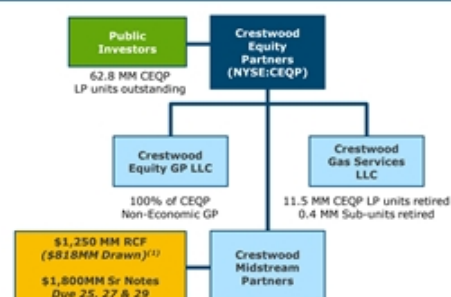 Public
Investors
Crestwood
Equity
Partners
(NYSE:CEQP)
62.8 MM CEQP
LP units outstanding
Crestwood
Equity GP LLC
Crestwood
Gas Services
LLC
100% of CEQP
Non-Economic GP
11.5 MM CEQP LP units retired
0.4 MM Sub-units retired
$1,250 MM RCF
($818MM Drawn)(1)
$1,800MM Sr Notes
Due 25, 27 & 29
Crestwood
Midstream
Partners